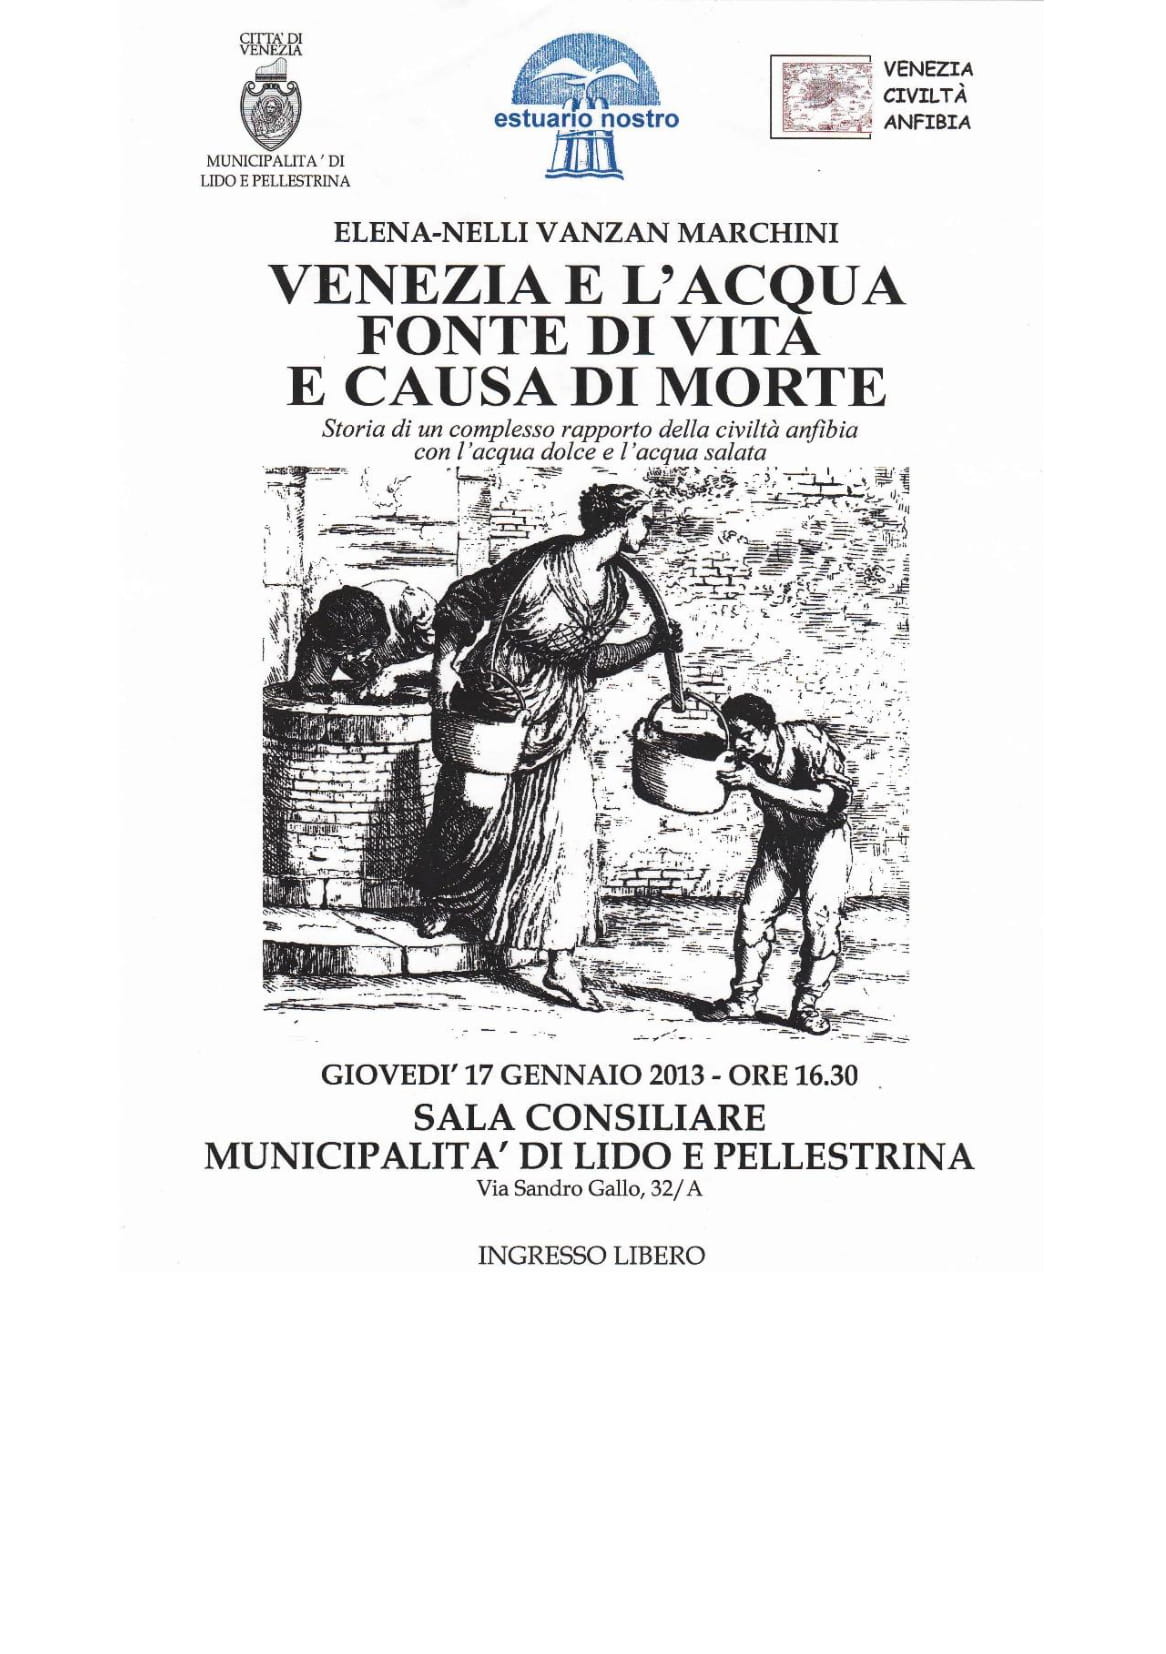 CITTA' DI
VENEZIA
MUNICIPALITA' DI
LIDO E PELLESTRINA
estuario nostro
VENEZIA
CIVILTÀ
ANFIBIA
ELENA-NELLI VANZAN MARCHINI
VENEZIA E L'ACQUA
FONTE DI VITA
E CAUSA DI MORTE
Storia di un complesso rapporto della civiltà anfibia
con l'acqua dolce e l'acqua salata
GIOVEDI' 17 GENNAIO 2013 - ORE 16.30
SALA CONSILIARE
MUNICIPALITA' DI LIDO E PELLESTRINA
Via Sandro Gallo, 32/A
INGRESSO LIBERO